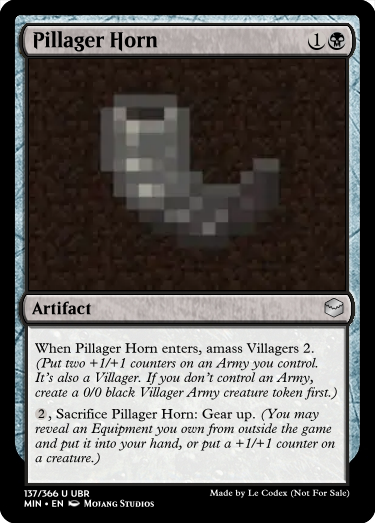 Pillager Horn 1
Artifact
When Pillager Horn enters, amass Villagers 2.
(Put two +1/+1 counters on an Army you control.
It's also a Villager. If you don't control an Army,
create a 0/0 black Villager Army creature token first.)
2, Sacrifice Pillager Horn: Gear up. (You may
reveal an Equipment you own from outside the game
and put it into your hand, or put a +1/+1 counter on
a creature.)
137/366 U UBR
MIN • EN Mojang Studios
Made by Le Codex (Not For Sale)